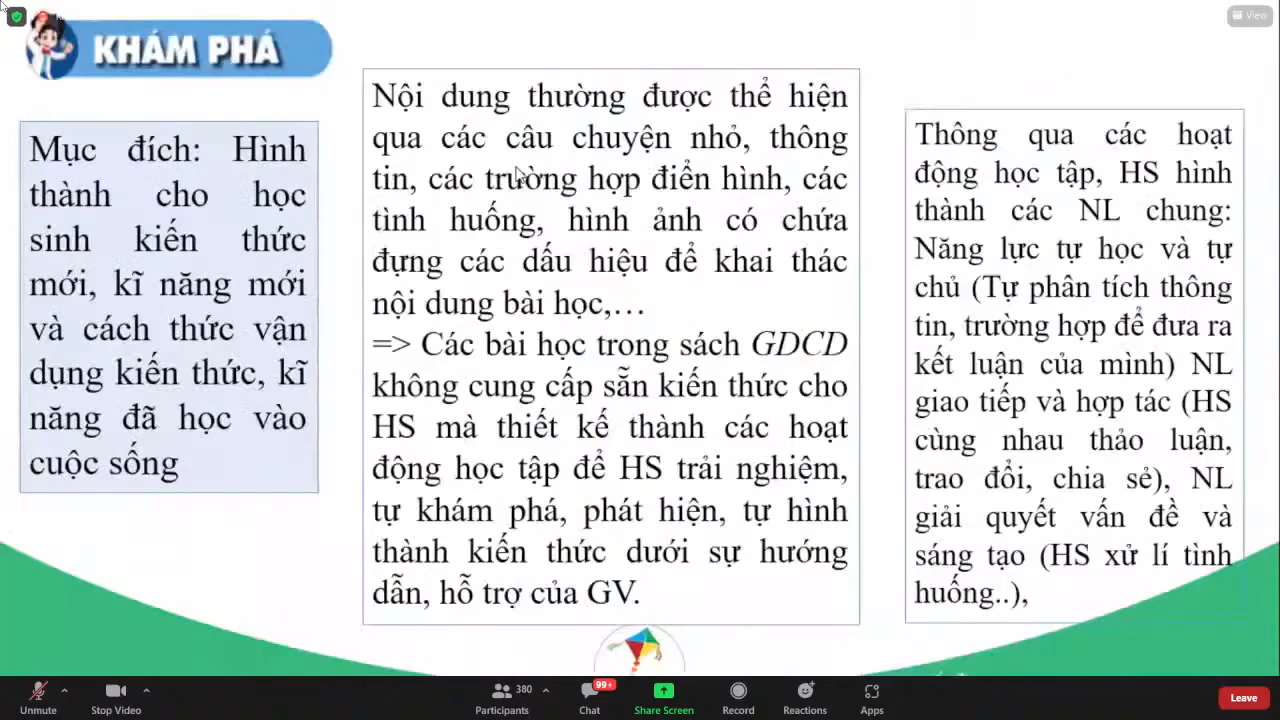 View
KHÁM PHÁ
Mục đích: Hình
thành cho học
sinh kiến thức
mới, kĩ năng mới
và cách thức vận
dụng kiến thức, kĩ
năng đã học vào
cuộc sống
Nội dung thường được thể hiện
qua các câu chuyện nhỏ, thông
tin, các trường hợp điển hình, các
tình huống, hình ảnh có chứa
đựng các dấu hiệu để khai thác
nội dung bài học,…
=> Các bài học trong sách GDCD
không cung cấp sẵn kiến thức cho
HS mà thiết kế thành các hoạt
động học tập để HS trải nghiệm,
tự khám phá, phát hiện, tự hình
thành kiến thức dưới sự hướng
dẫn, hỗ trợ của GV.
Thông qua các hoạt
động học tập, HS hình
thành các NL chung:
Năng lực tự học và tự
chủ (Tự phân tích thông
tin, trường hợp để đưa ra
kết luận của mình) NL
giao tiếp và hợp tác (HS
cùng nhau thảo luận,
trao đổi, chia sẻ), NL
giải quyết vấn đề và
sáng tạo (HS xử lí tình
huống..),
Unmute
Stop Video
380
Participants
99+
Chat
Share Screen
Record
Reactions
Apps
Leave